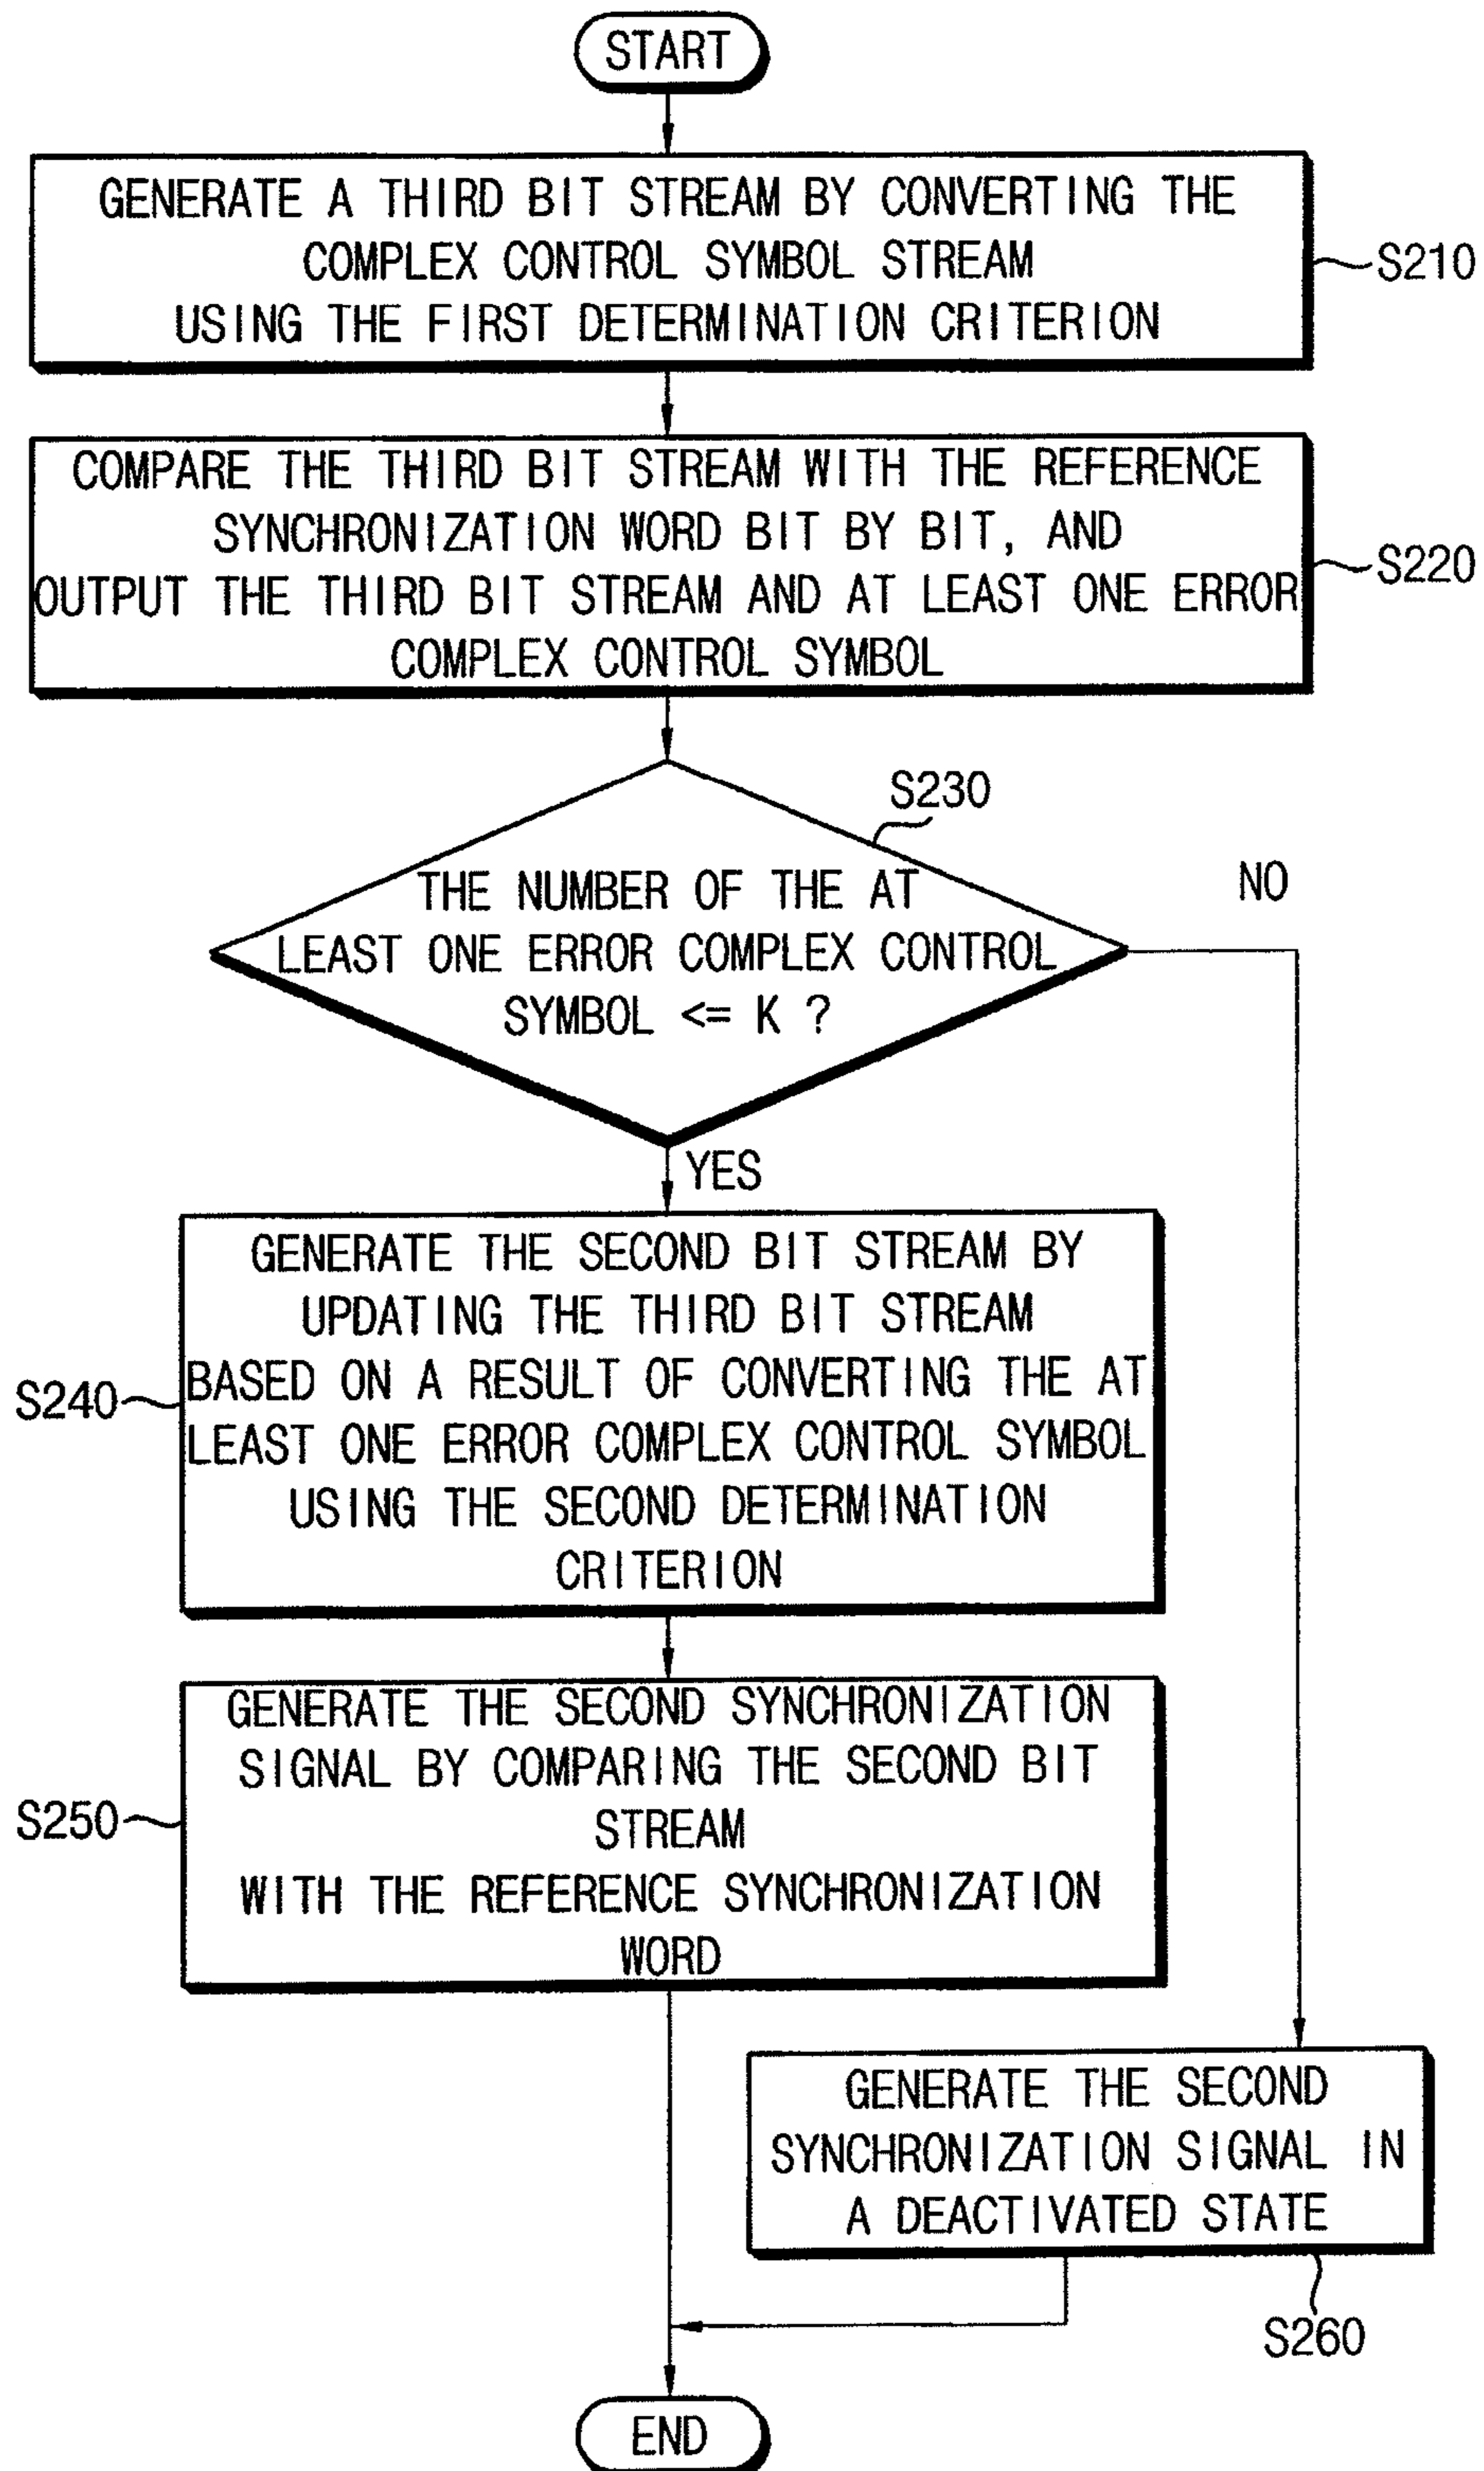 START
GENERATE A THIRD BIT STREAM BY CONVERTING THE
COMPLEX CONTROL SYMBOL STREAM
USING THE FIRST DETERMINATION CRITERION
S210
COMPARE THE THIRD BIT STREAM WITH THE REFERENCE
SYNCHRONIZATION WORD BIT BY BIT, AND
OUTPUT THE THIRD BIT STREAM AND AT LEAST ONE ERROR
COMPLEX CONTROL SYMBOL
S220
S230
THE NUMBER OF THE AT
LEAST ONE ERROR COMPLEX CONTROL
SYMBOL <= K ?
NO
YES
GENERATE THE SECOND BIT STREAM BY
UPDATING THE THIRD BIT STREAM
BASED ON A RESULT OF CONVERTING THE AT
LEAST ONE ERROR COMPLEX CONTROL SYMBOL
USING THE SECOND DETERMINATION
CRITERION
S240
GENERATE THE SECOND SYNCHRONIZATION
SIGNAL BY COMPARING THE SECOND BIT
STREAM
WITH THE REFERENCE SYNCHRONIZATION
WORD
S250
GENERATE THE SECOND
SYNCHRONIZATION SIGNAL IN
A DEACTIVATED STATE
S260
END